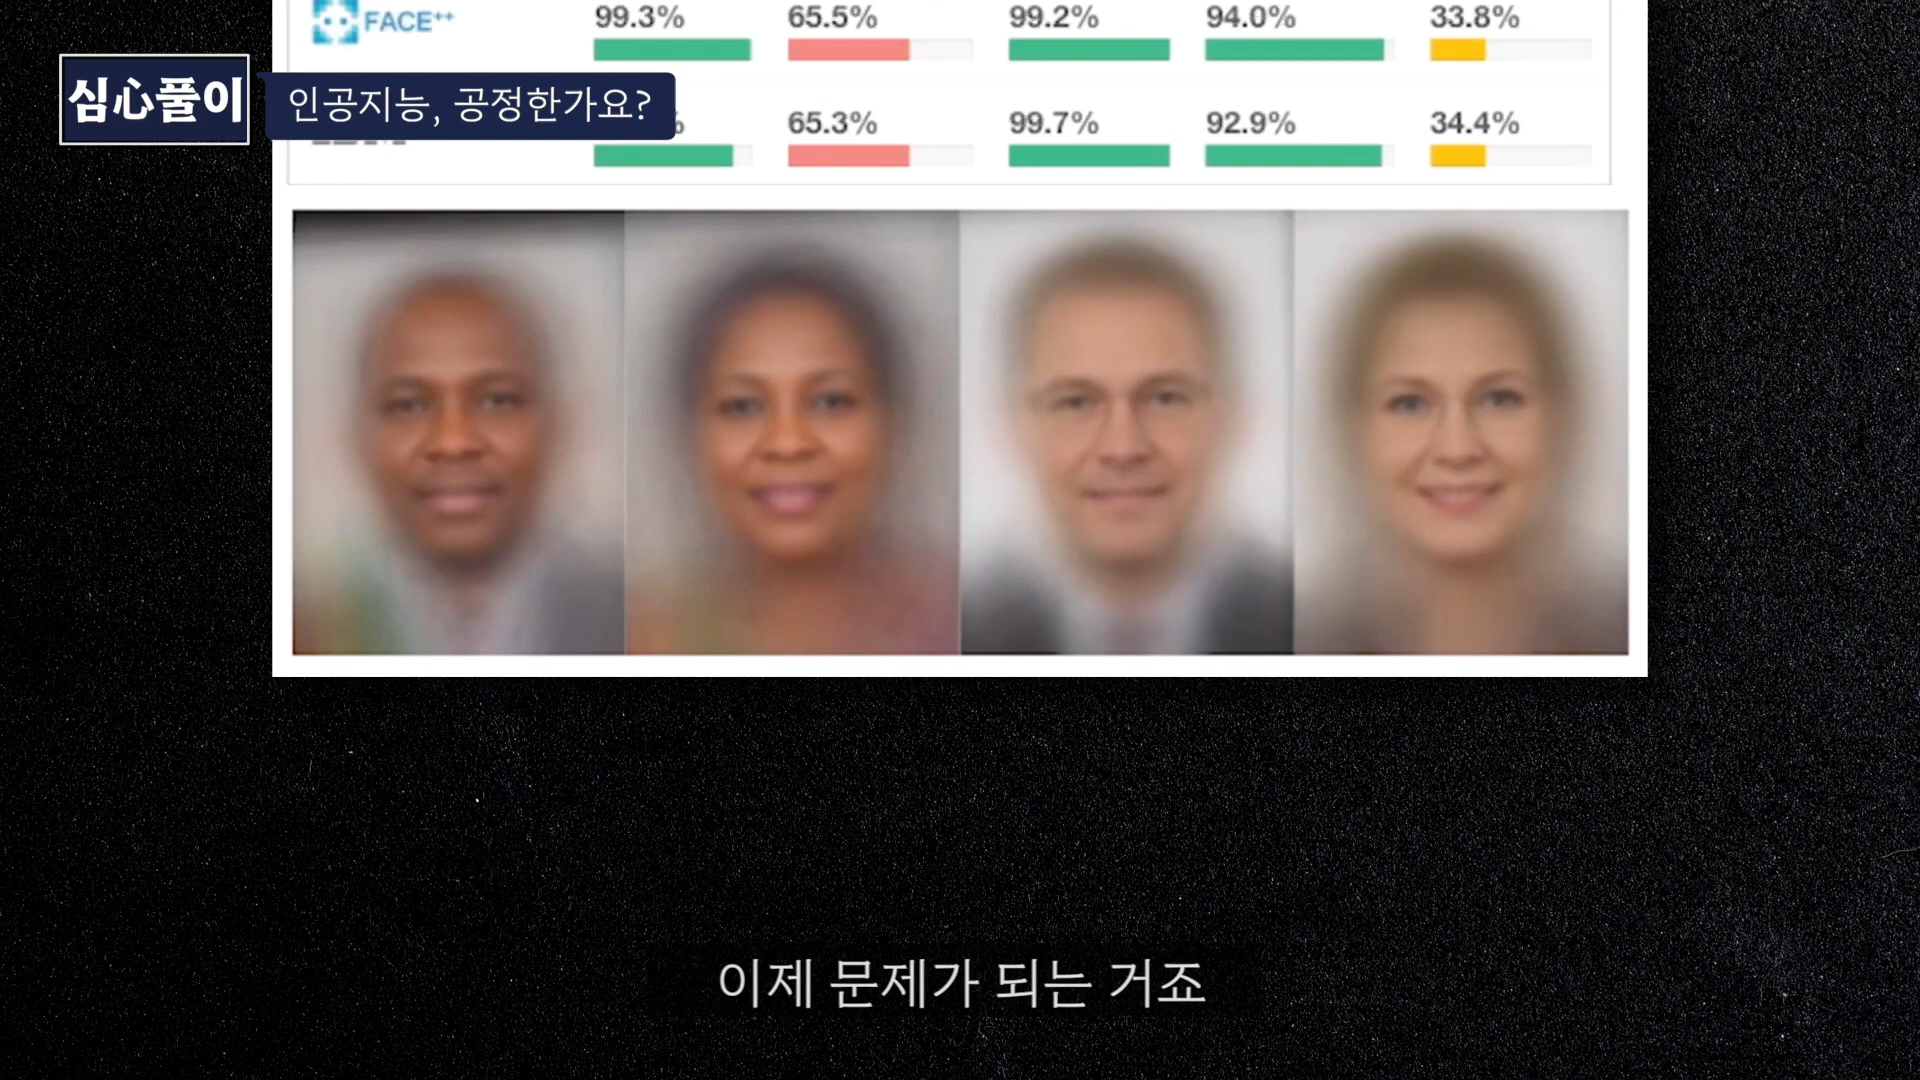 FACE++ 99.3% 65.5% 99.2% 94.0% 33.8%
심心풀이 인공지능, 공정한가요?
65.3% 99.7% 92.9% 34.4%
이제 문제가 되는 거죠